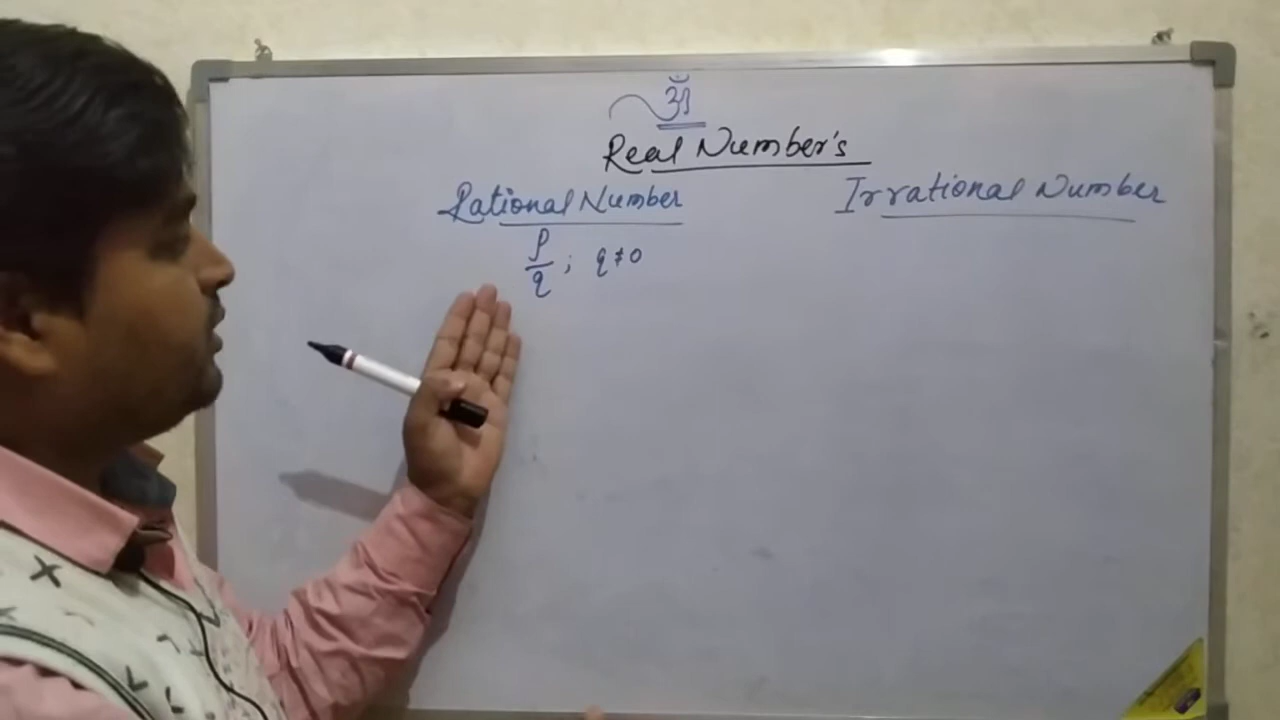 ॐ
Real Number's
Rational Number
Irrational Number
p/q ; q≠0